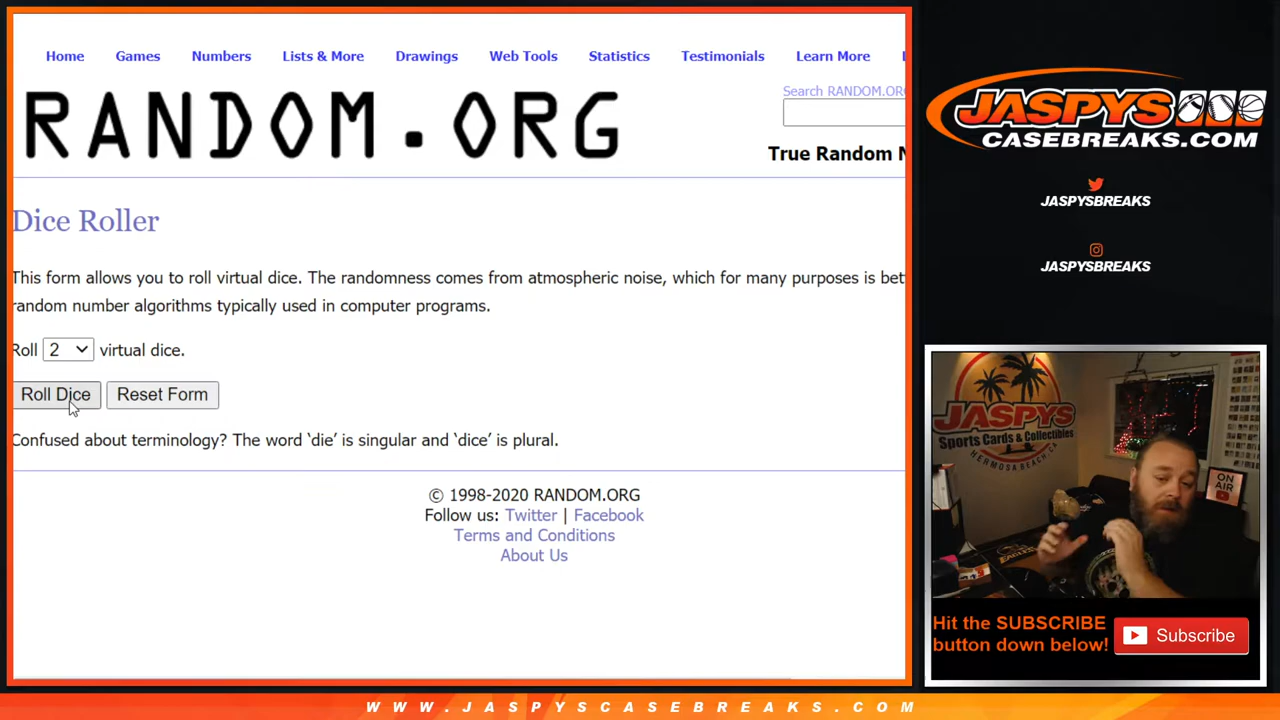 Home Games Numbers Lists & More Drawings Web Tools Statistics Testimonials Learn More
Search RANDOM.ORG
RANDOM.ORG
True Random N
Dice Roller
This form allows you to roll virtual dice. The randomness comes from atmospheric noise, which for many purposes is bet
random number algorithms typically used in computer programs.
Roll 2 virtual dice.
Roll Dice Reset Form
Confused about terminology? The word ‘die’ is singular and ‘dice’ is plural.
© 1998-2020 RANDOM.ORG
Follow us: Twitter | Facebook
Terms and Conditions
About Us
JASPYS
CASEBREAKS.COM
JASPYSBREAKS
JASPYSBREAKS
JASPYS
Sports Cards & Collectibles
HERMOSA BEACH, CA
ON
AIR
EAGLES
Hit the SUBSCRIBE
button down below!
Subscribe
WWW.JASPYSCASEBREAKS.COM